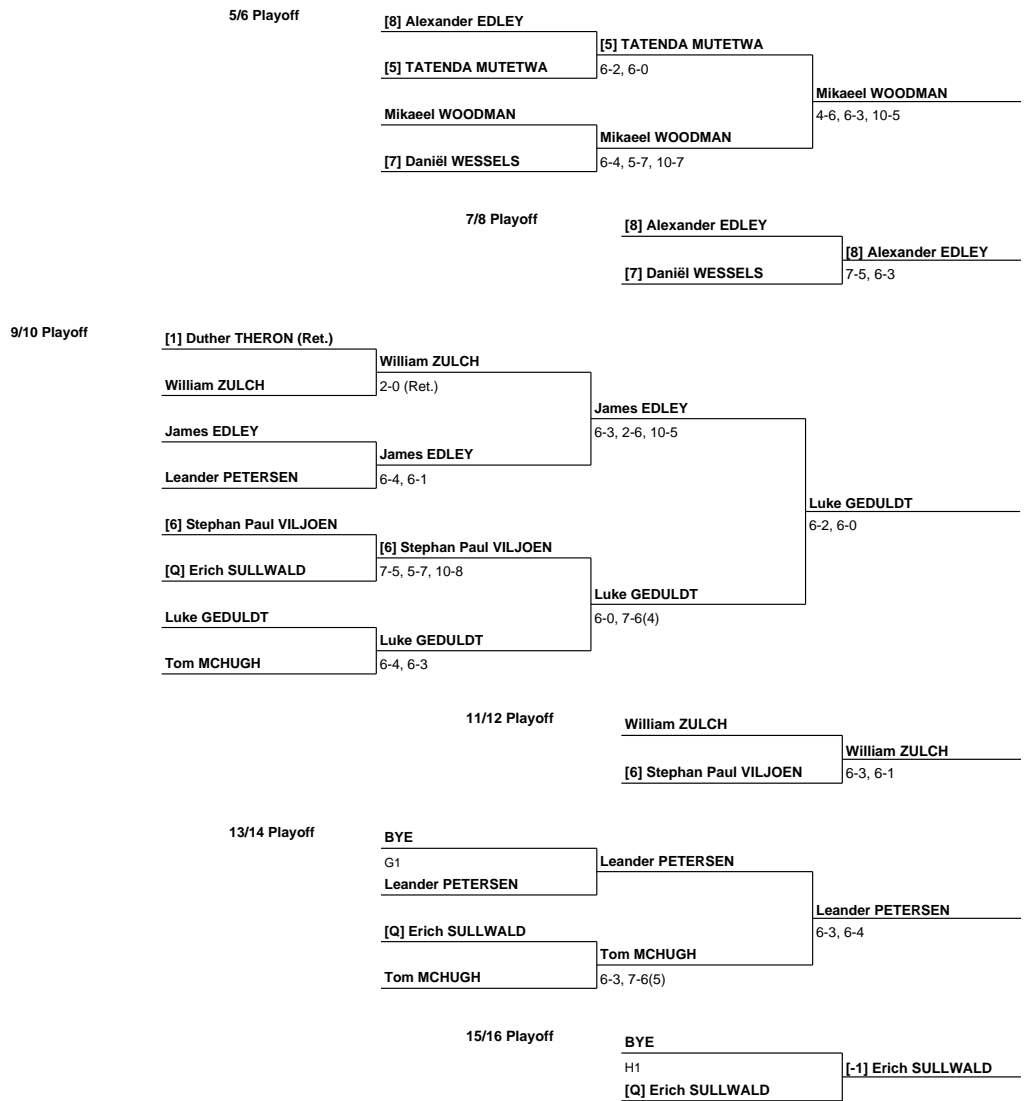 5/6 Playoff
[8] Alexander EDLEY
[5] TATENDA MUTETWA
[5] TATENDA MUTETWA
6-2, 6-0
Mikaeel WOODMAN
4-6, 6-3, 10-5
Mikaeel WOODMAN
Mikaeel WOODMAN
[7] Daniël WESSELS
6-4, 5-7, 10-7
7/8 Playoff
[8] Alexander EDLEY
[8] Alexander EDLEY
[7] Daniël WESSELS
7-5, 6-3
9/10 Playoff
[1] Duther THERON (Ret.)
William ZULCH
William ZULCH
2-0 (Ret.)
James EDLEY
6-3, 2-6, 10-5
James EDLEY
James EDLEY
Leander PETERSEN
6-4, 6-1
Luke GEDULDT
6-2, 6-0
[6] Stephan Paul VILJOEN
[6] Stephan Paul VILJOEN
[Q] Erich SULLWALD
7-5, 5-7, 10-8
Luke GEDULDT
6-0, 7-6(4)
Luke GEDULDT
Luke GEDULDT
Tom MCHUGH
6-4, 6-3
11/12 Playoff
William ZULCH
William ZULCH
[6] Stephan Paul VILJOEN
6-3, 6-1
13/14 Playoff
BYE
G1
Leander PETERSEN
Leander PETERSEN
Leander PETERSEN
6-3, 6-4
[Q] Erich SULLWALD
Tom MCHUGH
Tom MCHUGH
6-3, 7-6(5)
15/16 Playoff
BYE
H1
[-1] Erich SULLWALD
[Q] Erich SULLWALD